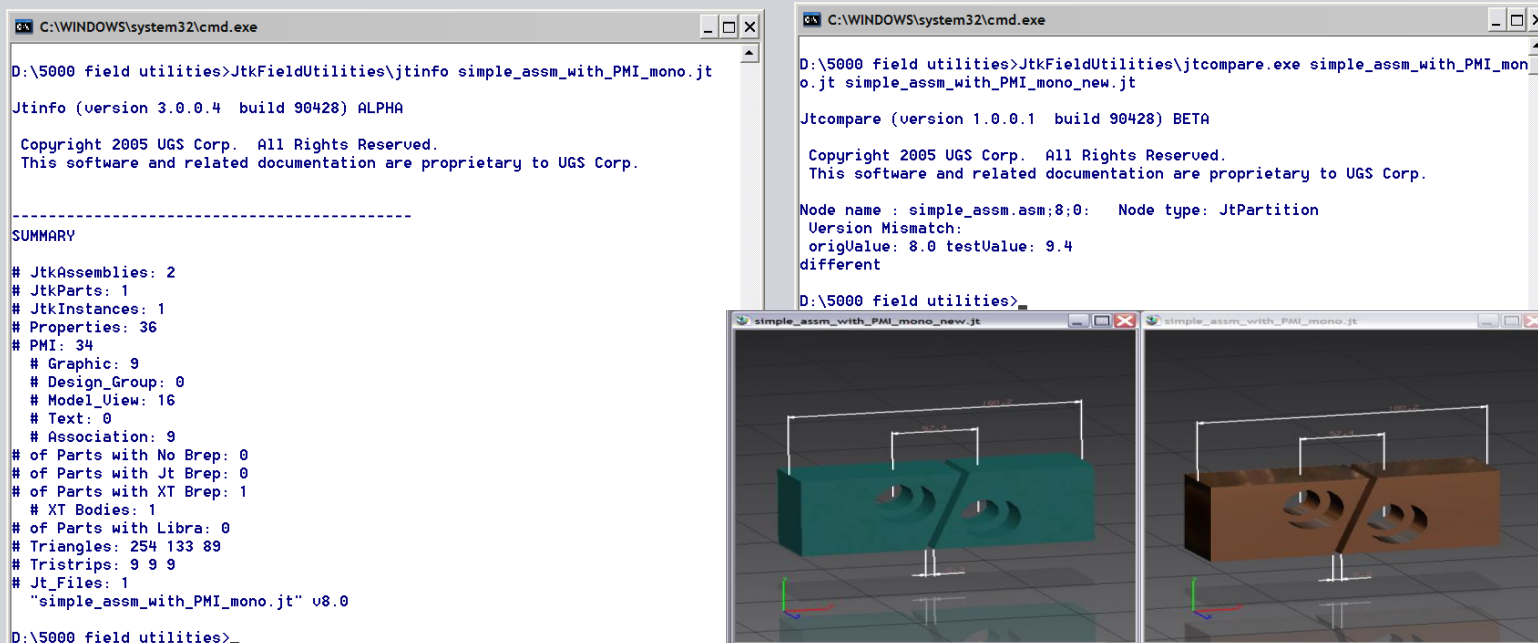 C:\WINDOWS\system32\cmd.exe
D:\5000 field utilities>JtkFieldUtilities\jtinfo simple_assm_with_PMI_mono.jt
Jtinfo (version 3.0.0.4  build 90428) ALPHA
Copyright 2005 UGS Corp.  All Rights Reserved.
This software and related documentation are proprietary to UGS Corp.
--------------------------------------------
SUMMARY
# JtkAssemblies: 2
# JtkParts: 1
# JtkInstances: 1
# Properties: 36
# PMI: 34
# Graphic: 9
# Design_Group: 0
# Model_View: 16
# Text: 0
# Association: 9
# of Parts with No Brep: 0
# of Parts with Jt Brep: 0
# of Parts with XT Brep: 1
# XT Bodies: 1
# of Parts with Libra: 0
# Triangles: 254 133 89
# Tristrips: 9 9 9
# Jt_Files: 1
"simple_assm_with_PMI_mono.jt" v8.0
D:\5000 field utilities>_
C:\WINDOWS\system32\cmd.exe
D:\5000 field utilities>JtkFieldUtilities\jtcompare.exe simple_assm_with_PMI_mon
o.jt simple_assm_with_PMI_mono_new.jt
Jtcompare (version 1.0.0.1  build 90428) BETA
Copyright 2005 UGS Corp.  All Rights Reserved.
This software and related documentation are proprietary to UGS Corp.
Node name : simple_assm.asm;8;0:   Node type: JtPartition
Version Mismatch:
origValue: 8.0 testValue: 9.4
different
D:\5000 field utilities>_
simple_assm_with_PMI_mono_new.jt
simple_assm_with_PMI_mono.jt